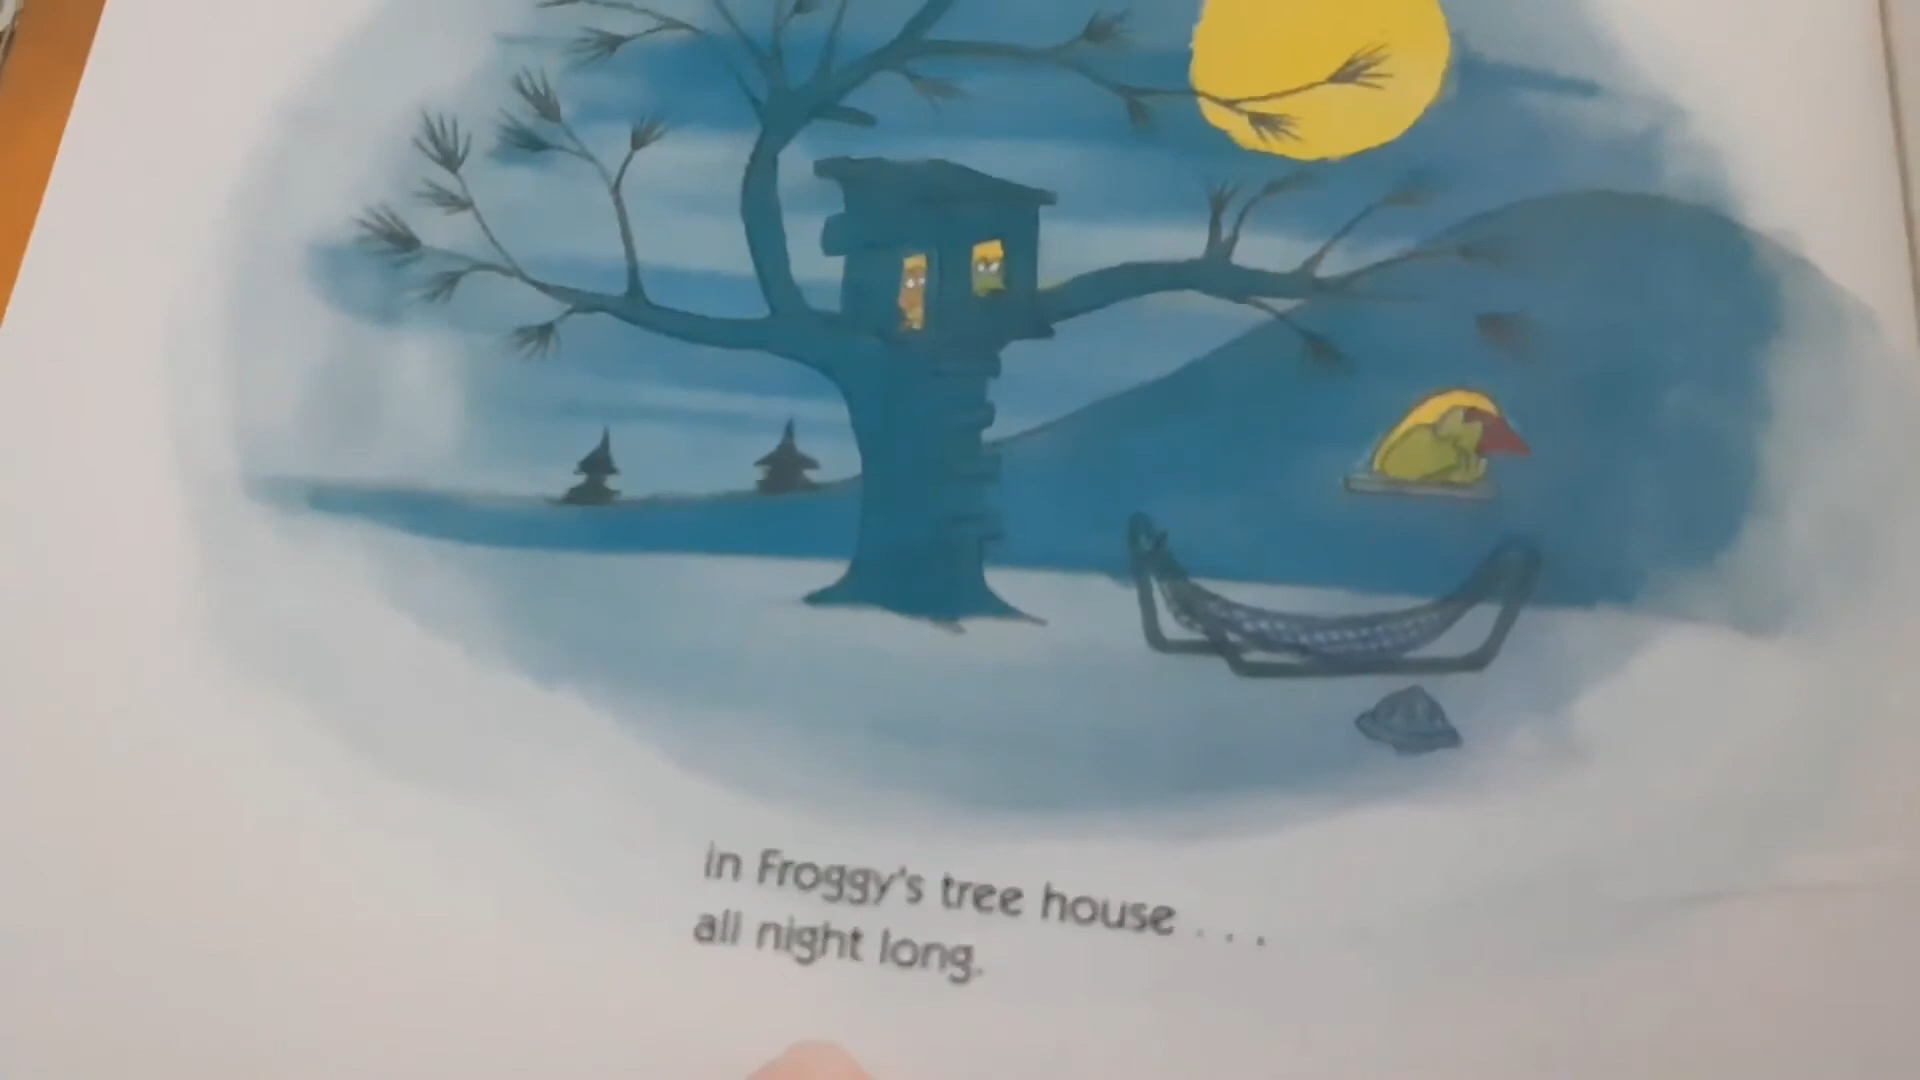 in Froggy's tree house . . .
all night long.